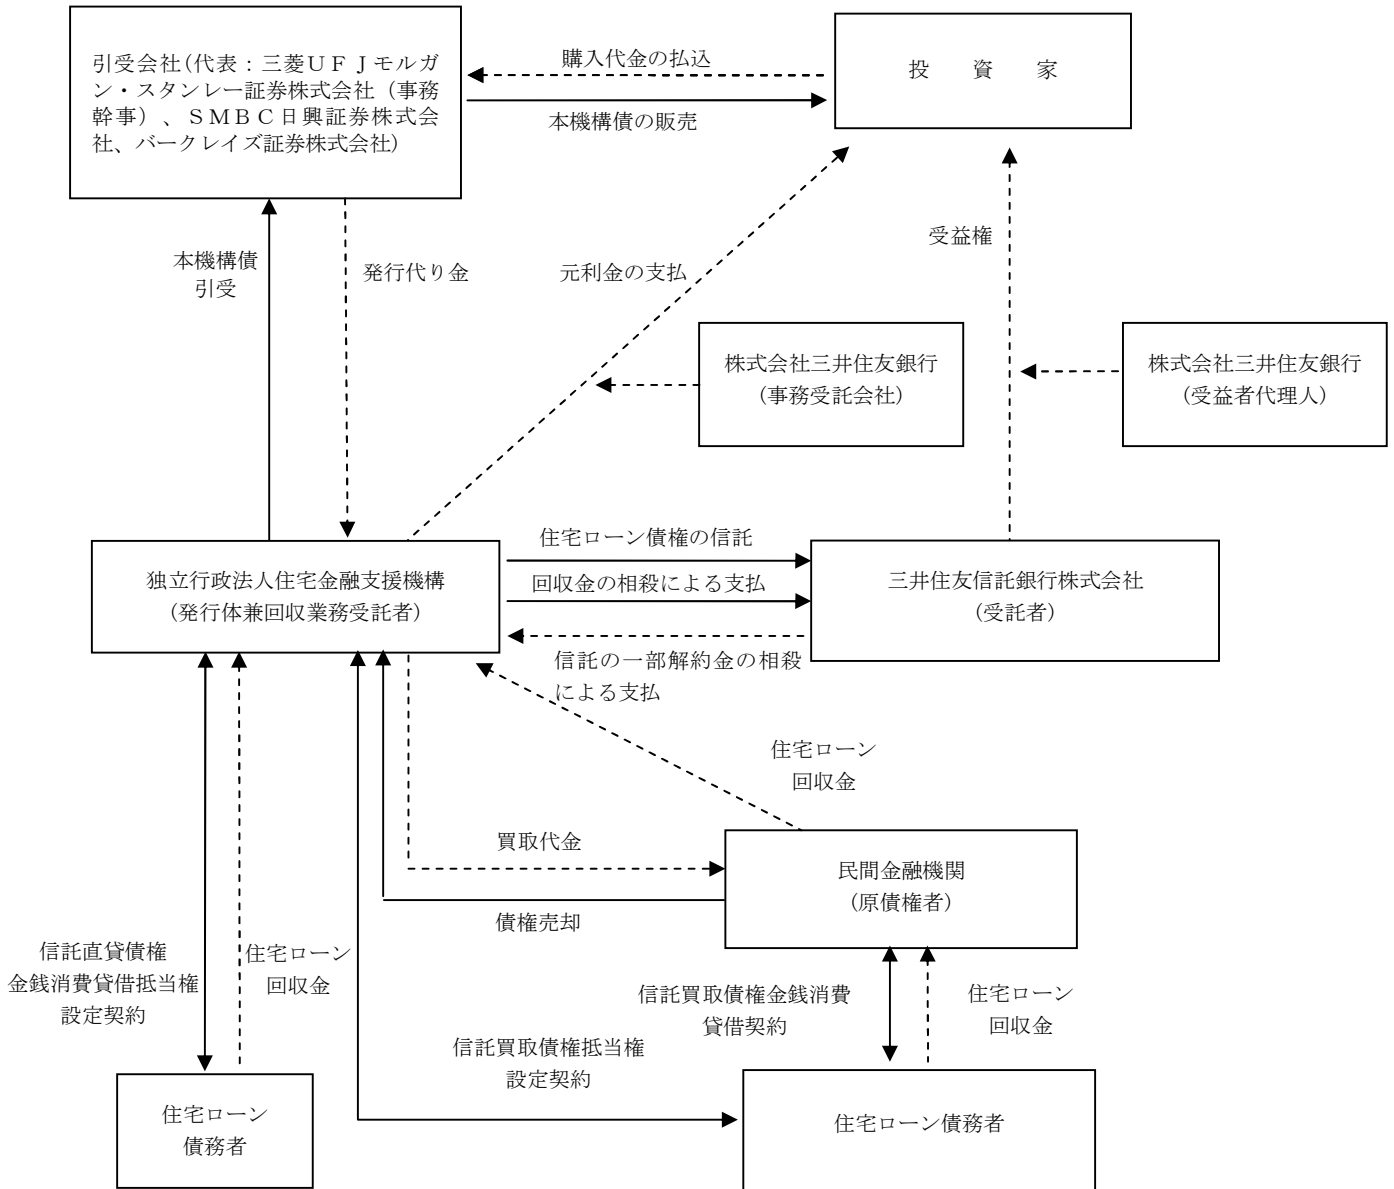 引受会社(代表：三菱UFJモルガ
ン・スタンレー証券株式会社（事務
幹事）、SMBC日興証券株式会
社、バークレイズ証券株式会社)
購入代金の払込
本機構債の販売
投　資　家
本機構債
引受
発行代り金
元利金の支払
受益権
株式会社三井住友銀行
（事務受託会社）
株式会社三井住友銀行
（受益者代理人）
独立行政法人住宅金融支援機構
（発行体兼回収業務受託者）
住宅ローン債権の信託
回収金の相殺による支払
信託の一部解約金の相殺
による支払
三井住友信託銀行株式会社
（受託者）
住宅ローン
回収金
買取代金
債権売却
民間金融機関
（原債権者）
信託直貸債権
金銭消費貸借抵当権
設定契約
住宅ローン
回収金
信託買取債権金銭消費
貸借契約
住宅ローン
回収金
信託買取債権抵当権
設定契約
住宅ローン
債務者
住宅ローン債務者